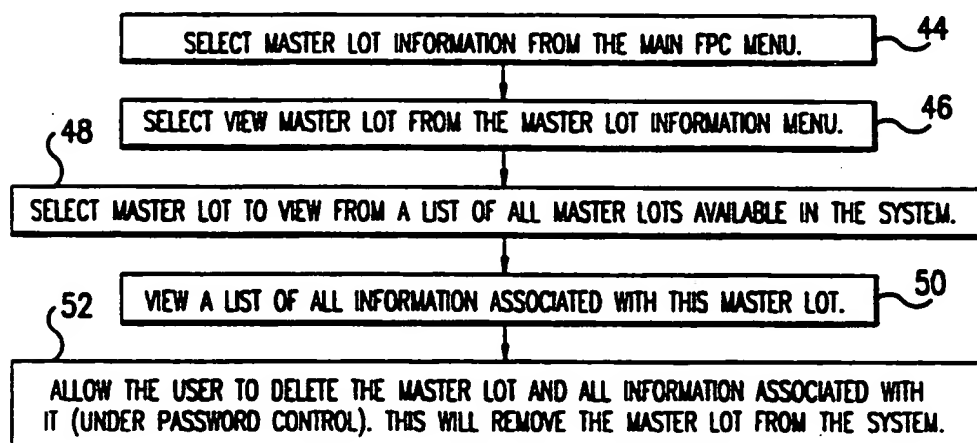 SELECT MASTER LOT INFORMATION FROM THE MAIN FPC MENU.
44
SELECT VIEW MASTER LOT FROM THE MASTER LOT INFORMATION MENU.
46
48
SELECT MASTER LOT TO VIEW FROM A LIST OF ALL MASTER LOTS AVAILABLE IN THE SYSTEM.
VIEW A LIST OF ALL INFORMATION ASSOCIATED WITH THIS MASTER LOT.
50
52
ALLOW THE USER TO DELETE THE MASTER LOT AND ALL INFORMATION ASSOCIATED WITH
IT (UNDER PASSWORD CONTROL). THIS WILL REMOVE THE MASTER LOT FROM THE SYSTEM.